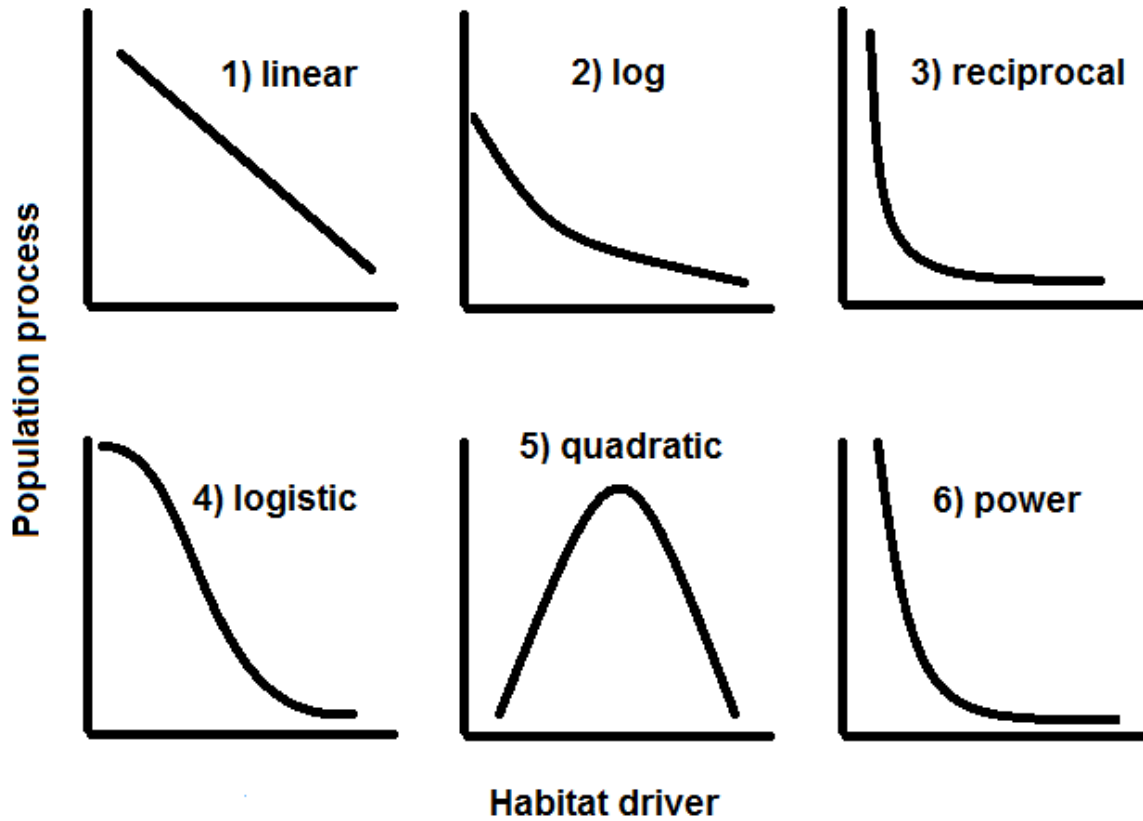 1) linear
2) log
3) reciprocal
Population process
4) logistic
5) quadratic
6) power
Habitat driver